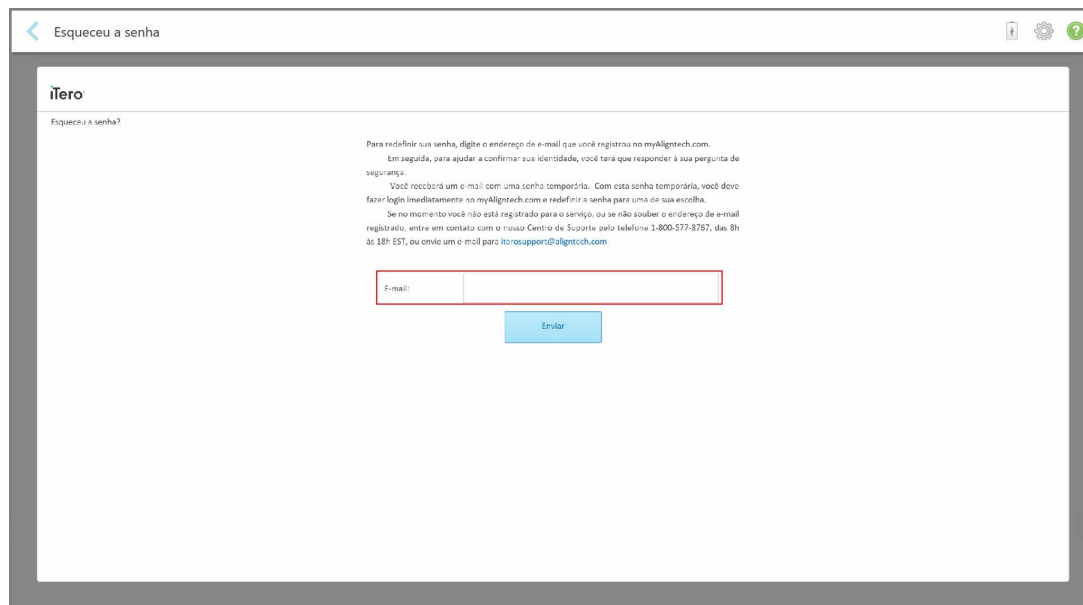 Esqueceu a senha
iTero
Esqueceu a senha?
Para redefinir sua senha, digite o endereço de e-mail que você registrou no myAligntech.com.
Em seguida, para ajudar a confirmar sua identidade, você terá que responder à sua pergunta de
segurança.
Você receberá um e-mail com uma senha temporária. Com esta senha temporária, você deve
fazer login imediatamente no myAligntech.com e redefinir a senha para uma de sua escolha.
Se no momento você não está registrado para o serviço, ou se não souber o endereço de e-mail
registrado, entre em contato com o nosso Centro de Suporte pelo telefone 1-800-577-8767, das 8h
às 18h EST, ou envie um e-mail para iterosupport@aligntech.com
E-mail:
Enviar